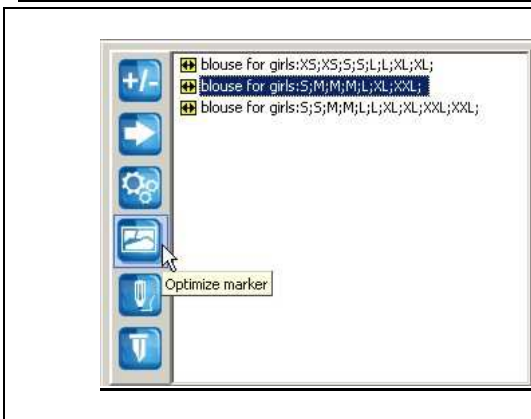 +/-
blouse for girls:XS;XS;S;S;L;L;XL;XL;
blouse for girls:S;M;M;M;L;XL;XXL;
blouse for girls:S;S;M;M;L;L;XL;XL;XXL;XXL;
Optimize marker